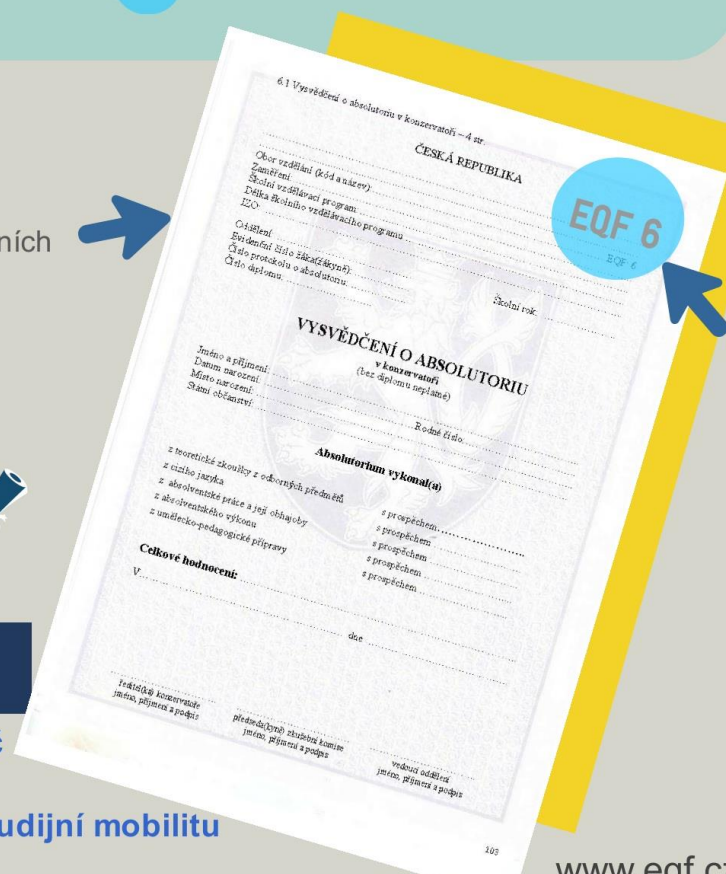 6.1 Vysvědčení o absolutoriu v konzervatoři – 4 str.
ČESKÁ REPUBLIKA
Obor vzdělání (kód a název):
Zaměření:
Školní vzdělávací program:
Délka školního vzdělávacího programu
IZO:
EQF 6
EQF 6
Oddělení
Evidenční číslo žáka(žákyně):
Číslo protokolu o absolutoriu:
Číslo diplomu:
Školní rok:
VYSVĚDČENÍ O ABSOLUTORIU
v konzervatoři
(bez diplomu neplatné)
Jméno a příjmení:
Datum narození:
Rodné číslo:
Místo narození:
Státní občanství:
Absolutorium vykonal(a)
z teoretické zkoušky z odborných předmětů s prospěchem
z cizího jazyka s prospěchem
z absolventské práce a její obhajoby s prospěchem
z absolventského výkonu s prospěchem
z umělecko-pedagogické přípravy s prospěchem
Celkové hodnocení:
V dne
ředitel(ka) konzervatoře
jméno, příjmení a podpis
předseda(kyně) zkušební komise
jméno, příjmení a podpis
vedoucí oddělení
jméno, příjmení a podpis
103
ních
udijní mobilitu
www.eqf.cz